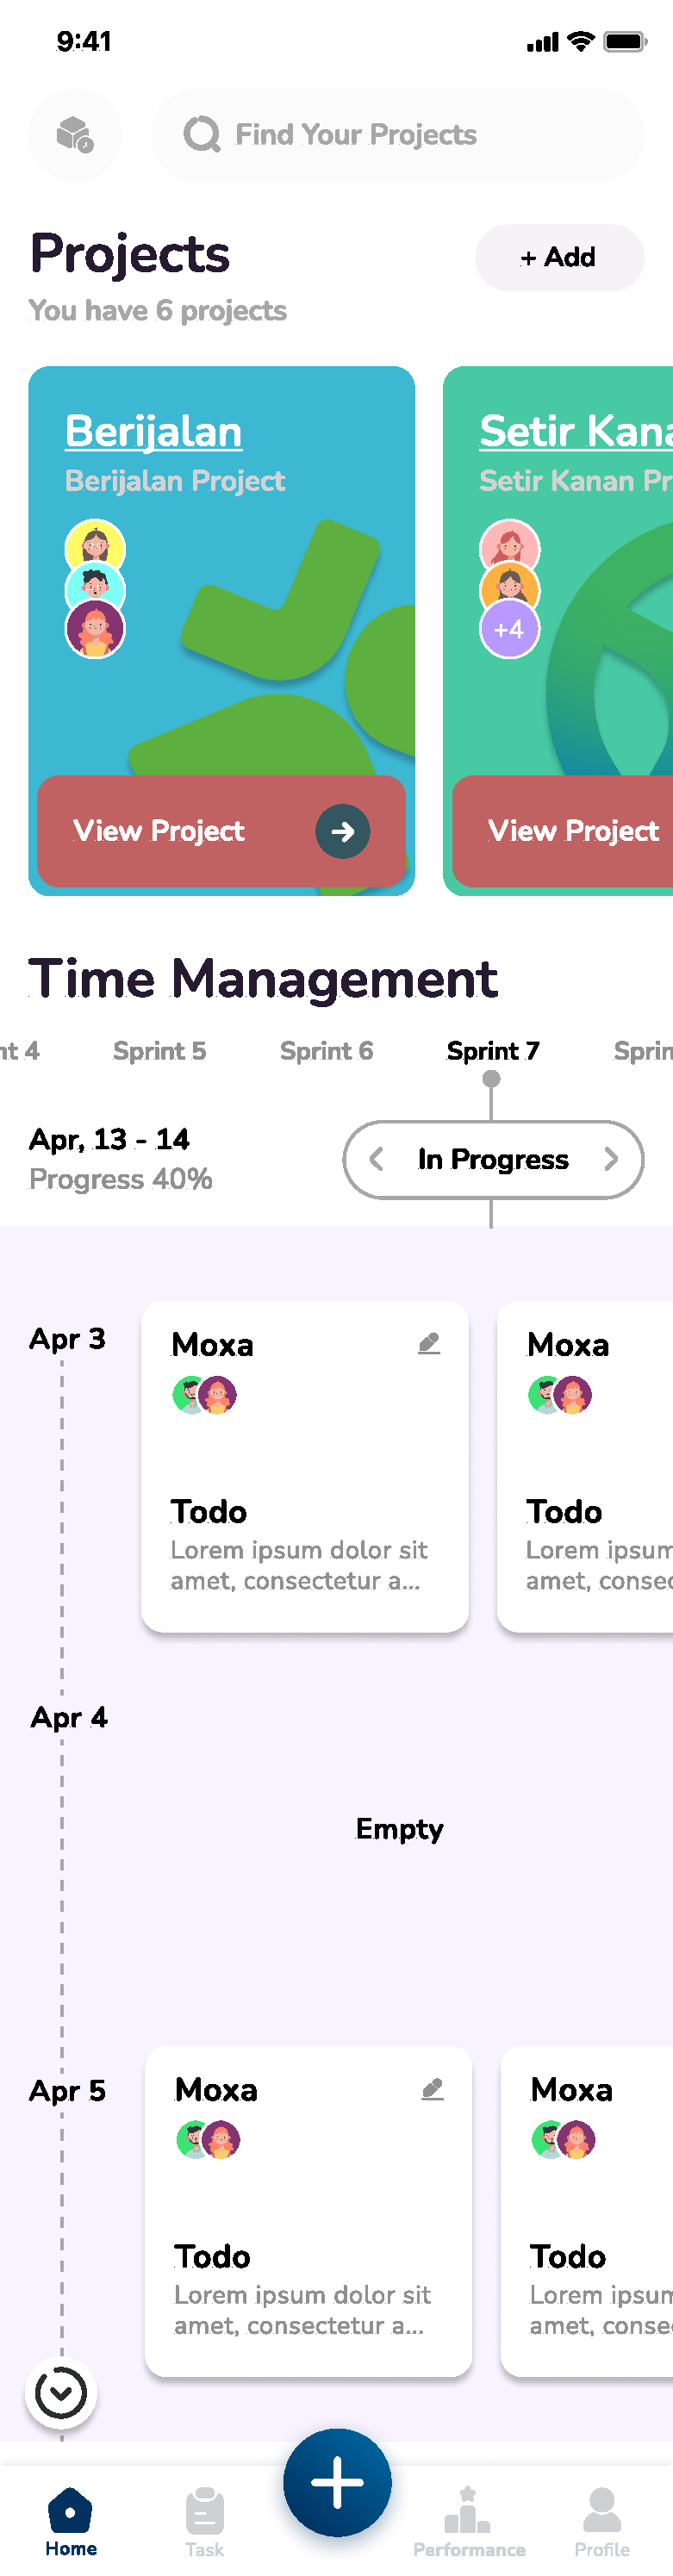 9:41
Find Your Projects
Projects
+ Add
You have 6 projects
Berijalan
Berijalan Project
View Project
Setir Kana
Setir Kanan Pr
+4
View Project
Time Management
nt 4
Sprint 5
Sprint 6
Sprint 7
Sprin
Apr, 13 - 14
Progress 40%
In Progress
Apr 3
Moxa
Todo
Lorem ipsum dolor sit
amet, consectetur a...
Moxa
Todo
Lorem ipsum
amet, consec
Apr 4
Empty
Apr 5
Moxa
Todo
Lorem ipsum dolor sit
amet, consectetur a...
Moxa
Todo
Lorem ipsum
amet, conse
Home
Task
Performance
Profile